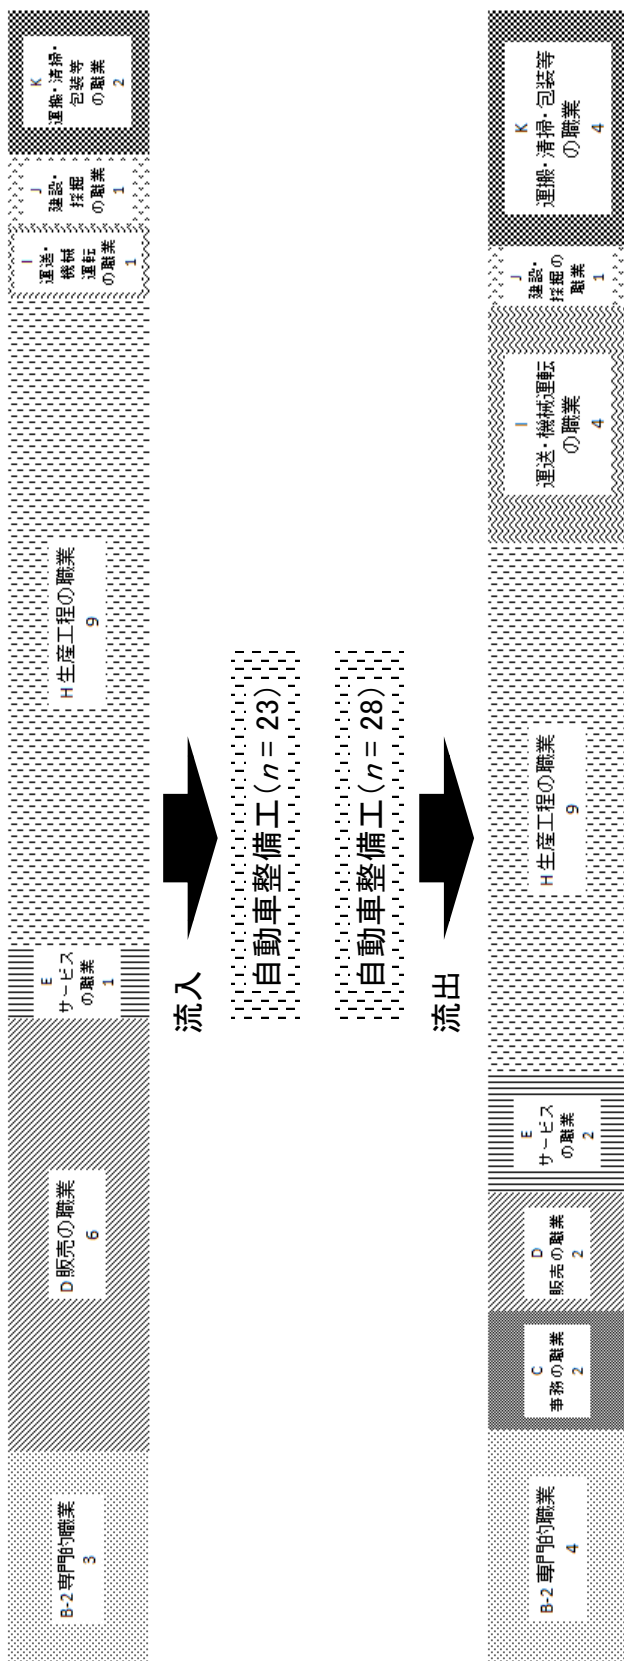 B-2 専門的職業
3
D 販売の職業
6
E
サービス
の職業
1
H 生産工程の職業
9
I
運送・
機械
運転
の職業
1
J
建設・
採掘
の職業
1
K
運搬・清掃・
包装等
の職業
2
流入
自動車整備工(n = 23)
自動車整備工(n = 28)
流出
B-2 専門的職業
4
C
事務の職業
2
D
販売の職業
2
E
サービス
の職業
2
H 生産工程の職業
9
I
運送・機械運転
の職業
4
J
建設・
採掘の
職業
1
K
運搬・清掃・包装等
の職業
4